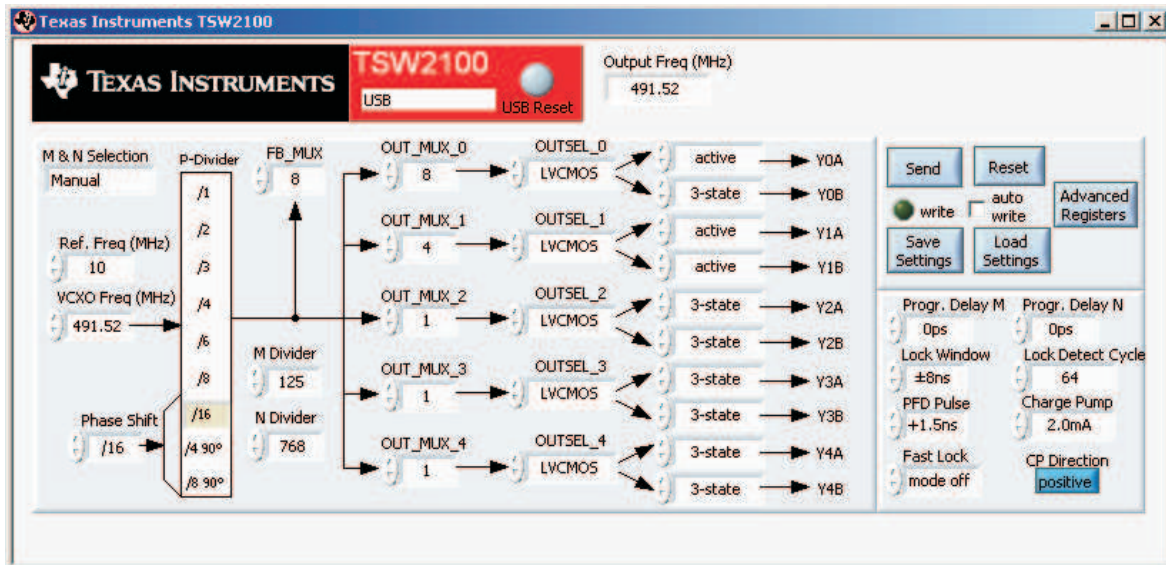 Texas Instruments TSW2100
TEXAS INSTRUMENTS
TSW2100
USB
USB Reset
Output Freq (MHz)
491.52
M & N Selection
Manual
Ref. Freq (MHz)
10
VCXO Freq (MHz)
491.52
Phase Shift
/16
P-Divider
/1
/2
/3
/4
/6
/8
/16
/4 90º
/8 90º
FB_MUX
8
M Divider
125
N Divider
768
OUT_MUX_0
8
OUTSEL_0
LVCMOS
active
Y0A
3-state
Y0B
OUT_MUX_1
4
OUTSEL_1
LVCMOS
active
Y1A
active
Y1B
OUT_MUX_2
1
OUTSEL_2
LVCMOS
3-state
Y2A
3-state
Y2B
OUT_MUX_3
1
OUTSEL_3
LVCMOS
3-state
Y3A
3-state
Y3B
OUT_MUX_4
1
OUTSEL_4
LVCMOS
3-state
Y4A
3-state
Y4B
Send
Reset
write
auto
write
Advanced
Registers
Save
Settings
Load
Settings
Progr. Delay M
0ps
Progr. Delay N
0ps
Lock Window
±8ns
Lock Detect Cycle
64
PFD Pulse
+1.5ns
Charge Pump
2.0mA
Fast Lock
mode off
CP Direction
positive